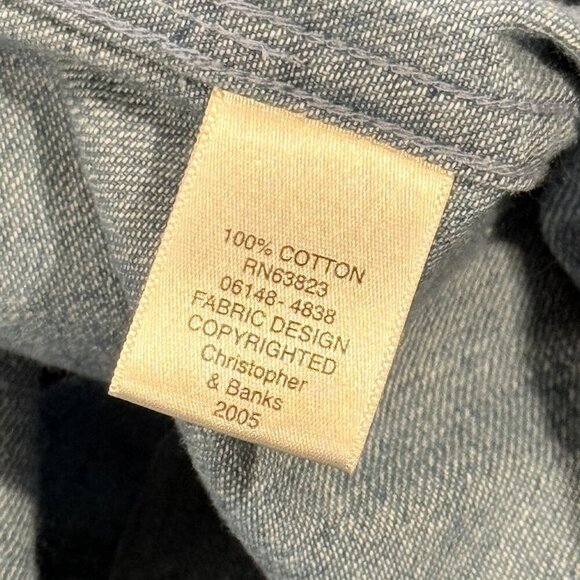 100% COTTON
RN63823
06148-4838
FABRIC DESIGN
COPYRIGHTED
Christopher
& Banks
2005